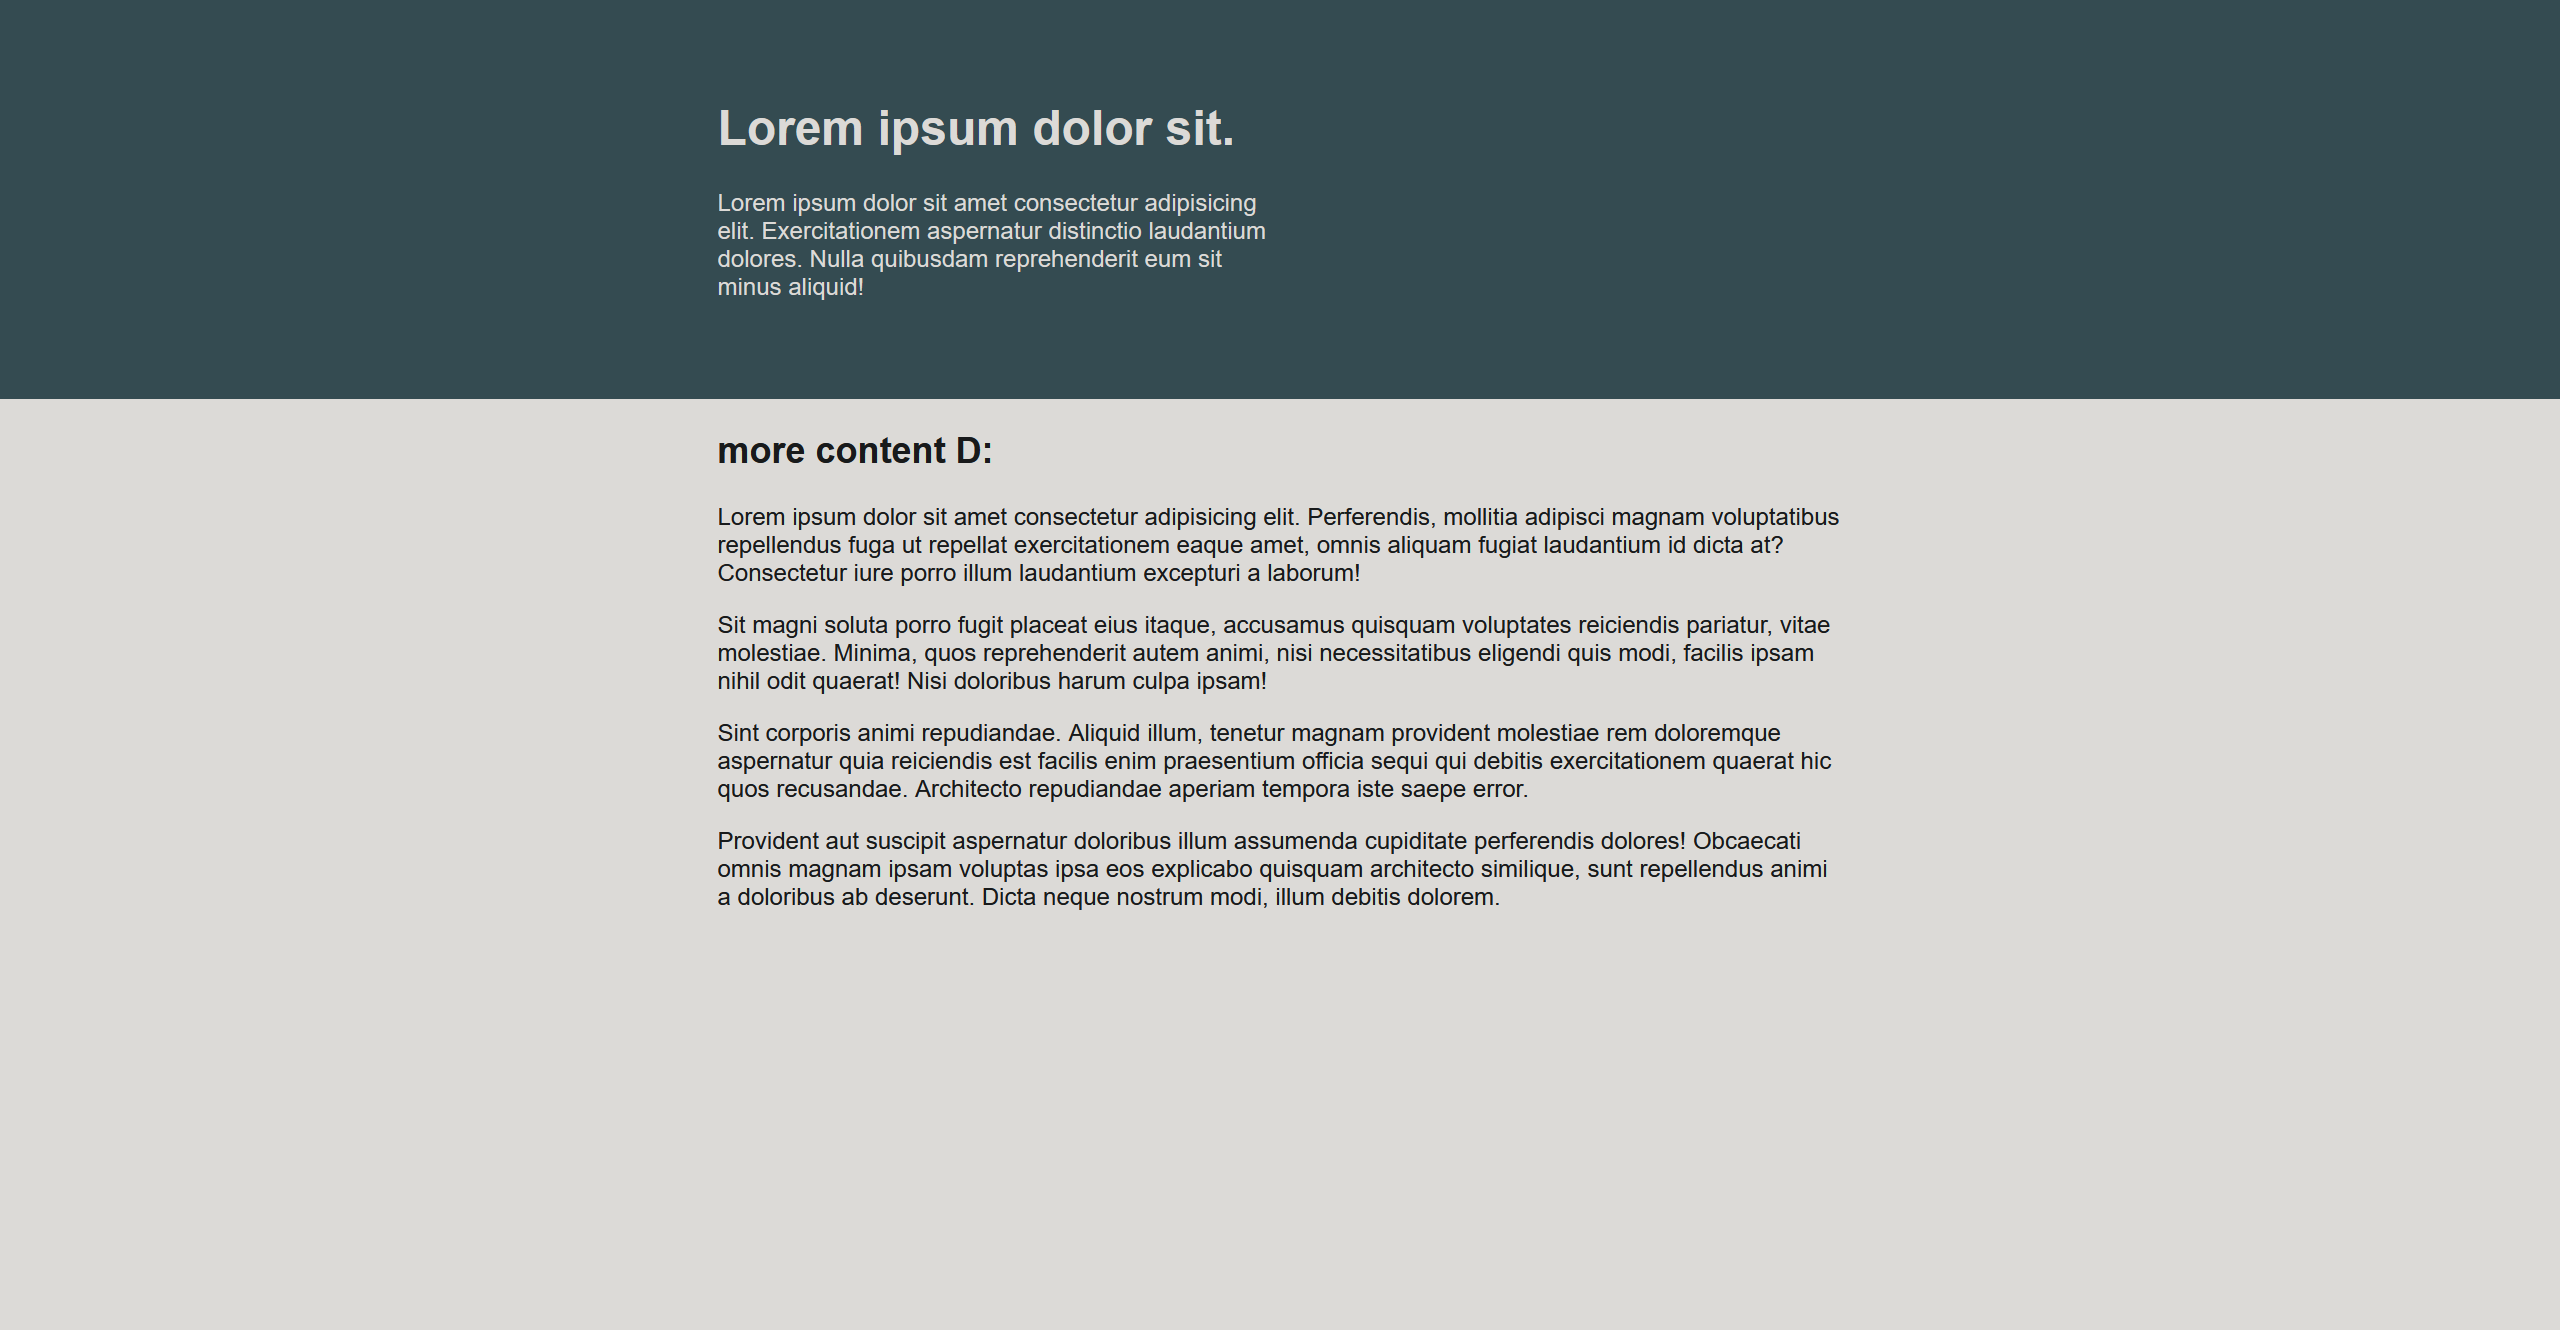 Lorem ipsum dolor sit.
Lorem ipsum dolor sit amet consectetur adipisicing
elit. Exercitationem aspernatur distinctio laudantium
dolores. Nulla quibusdam reprehenderit eum sit
minus aliquid!
more content D:
Lorem ipsum dolor sit amet consectetur adipisicing elit. Perferendis, mollitia adipisci magnam voluptatibus
repellendus fuga ut repellat exercitationem eaque amet, omnis aliquam fugiat laudantium id dicta at?
Consectetur iure porro illum laudantium excepturi a laborum!
Sit magni soluta porro fugit placeat eius itaque, accusamus quisquam voluptates reiciendis pariatur, vitae
molestiae. Minima, quos reprehenderit autem animi, nisi necessitatibus eligendi quis modi, facilis ipsam
nihil odit quaerat! Nisi doloribus harum culpa ipsam!
Sint corporis animi repudiandae. Aliquid illum, tenetur magnam provident molestiae rem doloremque
aspernatur quia reiciendis est facilis enim praesentium officia sequi qui debitis exercitationem quaerat hic
quos recusandae. Architecto repudiandae aperiam tempora iste saepe error.
Provident aut suscipit aspernatur doloribus illum assumenda cupiditate perferendis dolores! Obcaecati
omnis magnam ipsam voluptas ipsa eos explicabo quisquam architecto similique, sunt repellendus animi
a doloribus ab deserunt. Dicta neque nostrum modi, illum debitis dolorem.